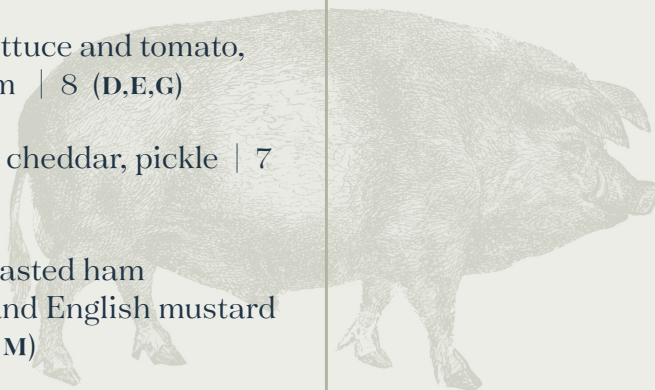 ttuce and tomato,
m | 8 (D,E,G)
cheddar, pickle | 7
asted ham
nd English mustard
M)